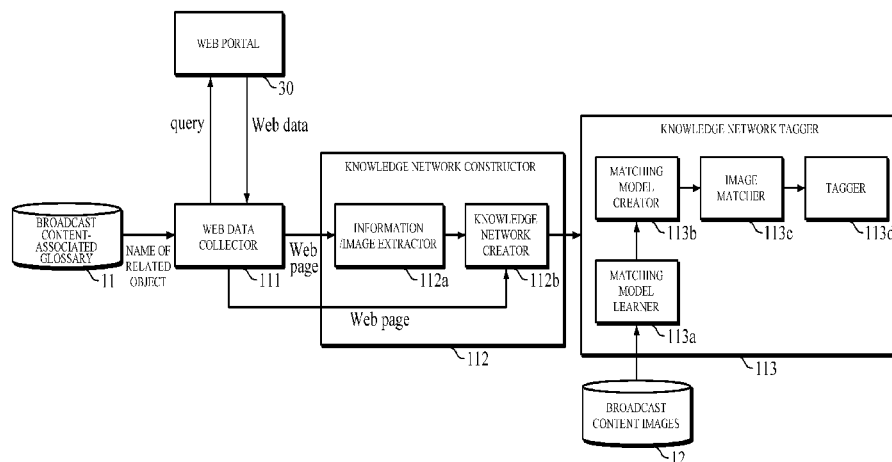 WEB PORTAL
30
query
Web data
KNOWLEDGE NETWORK TAGGER
KNOWLEDGE NETWORK CONSTRUCTOR
MATCHING
MODEL
CREATOR
113b
IMAGE
MATCHER
113c
TAGGER
113d
BROADCAST
CONTENT-
ASSOCIATED
GLOSSARY
11
NAME OF
RELATED
OBJECT
WEB DATA
COLLECTOR
111
Web
page
INFORMATION
/IMAGE EXTRACTOR
112a
KNOWLEDGE
NETWORK
CREATOR
112b
MATCHING
MODEL
LEARNER
113a
Web page
112
113
BROADCAST
CONTENT IMAGES
12